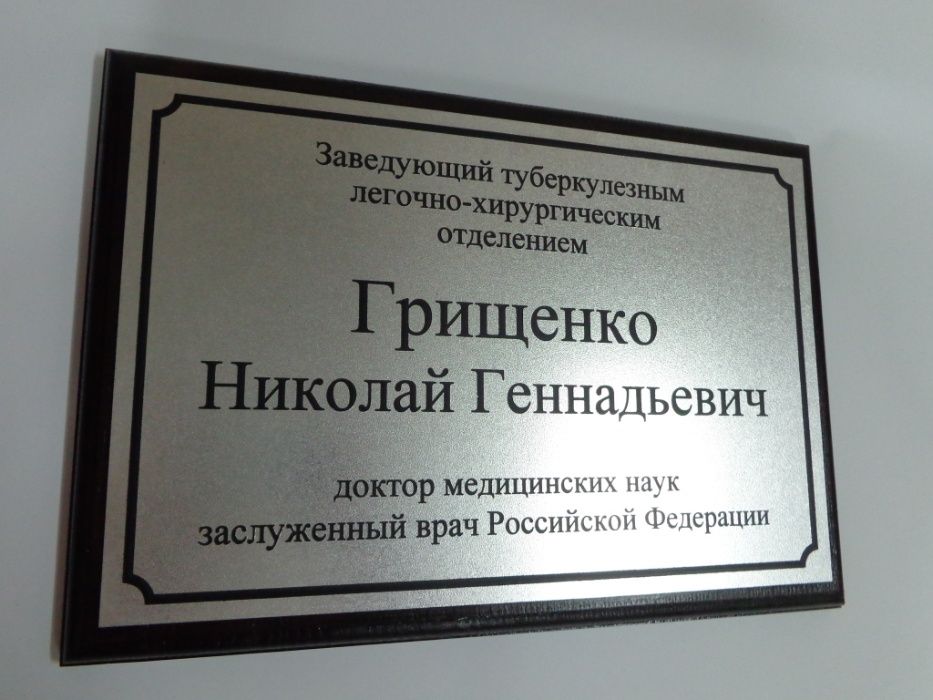 Заведующий туберкулезным
легочно-хирургическим
отделением
Грищенко
Николай Геннадьевич
доктор медицинских наук
заслуженный врач Российской Федерации